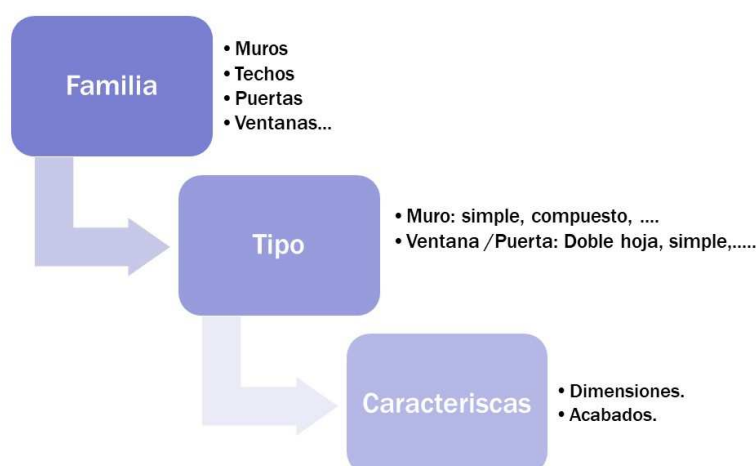 Familia
• Muros
• Techos
• Puertas
• Ventanas...
Tipo
• Muro: simple, compuesto, ....
• Ventana /Puerta: Doble hoja, simple,.....
Caracteriscas
• Dimensiones.
• Acabados.